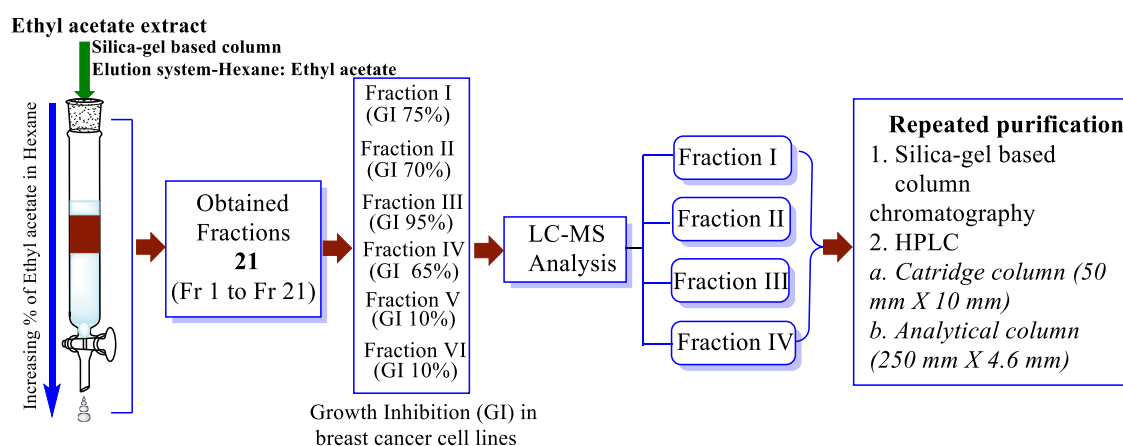 Ethyl acetate extract
Silica-gel based column
Elution system-Hexane: Ethyl acetate
Increasing % of Ethyl acetate in Hexane
Obtained
Fractions
21
(Fr 1 to Fr 21)
Fraction I
(GI 75%)
Fraction II
(GI 70%)
Fraction III
(GI 95%)
Fraction IV
(GI 65%)
Fraction V
(GI 10%)
Fraction VI
(GI 10%)
Growth Inhibition (GI) in
breast cancer cell lines
LC-MS
Analysis
Fraction I
Fraction II
Fraction III
Fraction IV
Repeated purification
1. Silica-gel based
column
chromatography
2. HPLC
a. Catridge column (50
mm X 10 mm)
b. Analytical column
(250 mm X 4.6 mm)